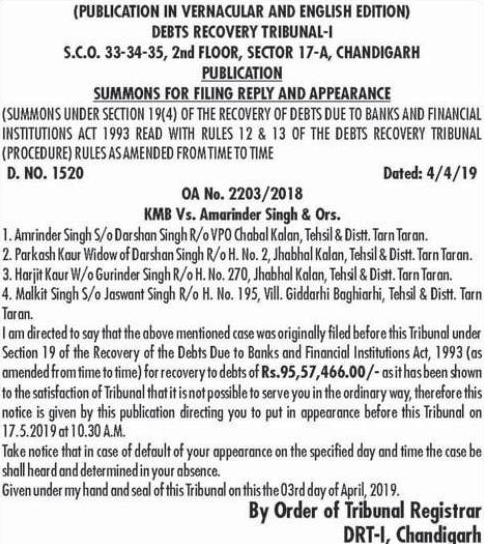 (PUBLICATION IN VERNACULAR AND ENGLISH EDITION)
DEBTS RECOVERY TRIBUNAL-I
S.C.O. 33-34-35, 2nd FLOOR, SECTOR 17-A, CHANDIGARH
PUBLICATION
SUMMONS FOR FILING REPLY AND APPEARANCE
(SUMMONS UNDER SECTION 19(4) OF THE RECOVERY OF DEBTS DUE TO BANKS AND FINANCIAL
INSTITUTIONS ACT 1993 READ WITH RULES 12 & 13 OF THE DEBTS RECOVERY TRIBUNAL
(PROCEDURE) RULES AS AMENDED FROM TIME TO TIME
D. NO. 1520 Dated: 4/4/19
OA No. 2203/2018
KMB Vs. Amarinder Singh & Ors.
1. Amrinder Singh S/o Darshan Singh R/o VPO Chabal Kalan, Tehsil & Distt. Tarn Taran.
2. Parkash Kaur Widow of Darshan Singh R/o H. No. 2, Jhabhal Kalan, Tehsil & Distt. Tarn Taran.
3. Harjit Kaur W/o Gurinder Singh R/o H. No. 270, Jhabhal Kalan, Tehsil & Distt. Tarn Taran.
4. Malkit Singh S/o Jaswant Singh R/o H. No. 195, Vill. Giddarhi Baghiarhi, Tehsil & Distt. Tarn
Taran.
I am directed to say that the above mentioned case was originally filed before this Tribunal under
Section 19 of the Recovery of the Debts Due to Banks and Financial Institutions Act, 1993 (as
amended from time to time) for recovery to debts of Rs.95,57,466.00/- as it has been shown
to the satisfaction of Tribunal that it is not possible to serve you in the ordinary way, therefore this
notice is given by this publication directing you to put in appearance before this Tribunal on
17.5.2019 at 10.30 A.M.
Take notice that in case of default of your appearance on the specified day and time the case be
shall heard and determined in your absence.
Given under my hand and seal of this Tribunal on this the 03rd day of April, 2019.
By Order of Tribunal Registrar
DRT-I, Chandigarh